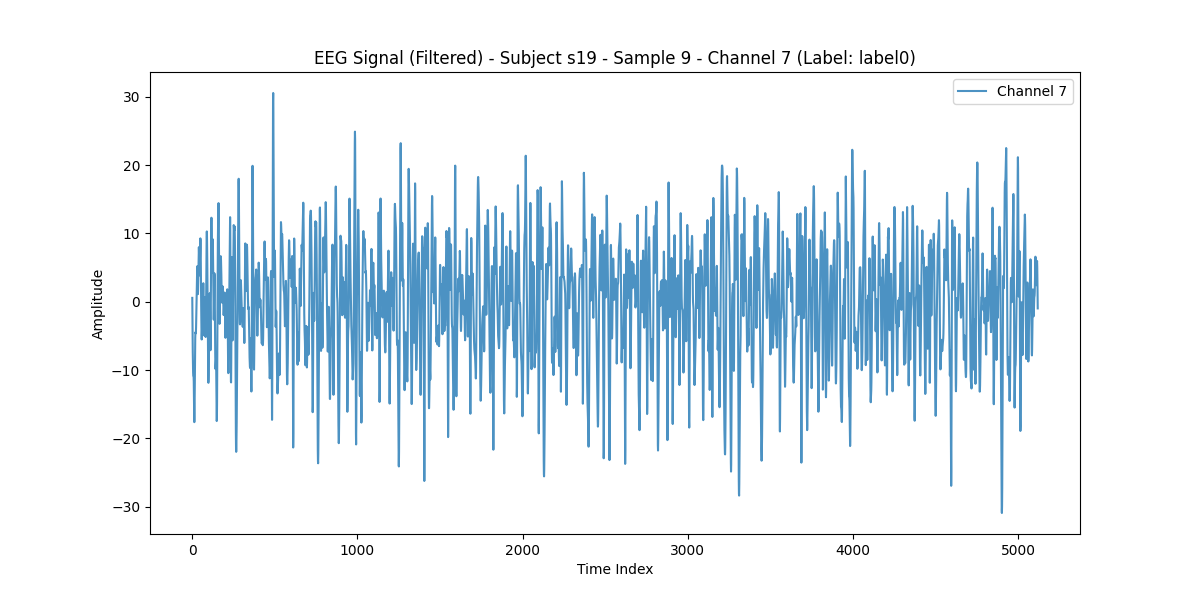 EEG Signal (Filtered) - Subject s19 - Sample 9 - Channel 7 (Label: label0)
Channel 7
30
20
10
0
−10
−20
−30
Amplitude
0 1000 2000 3000 4000 5000
Time Index